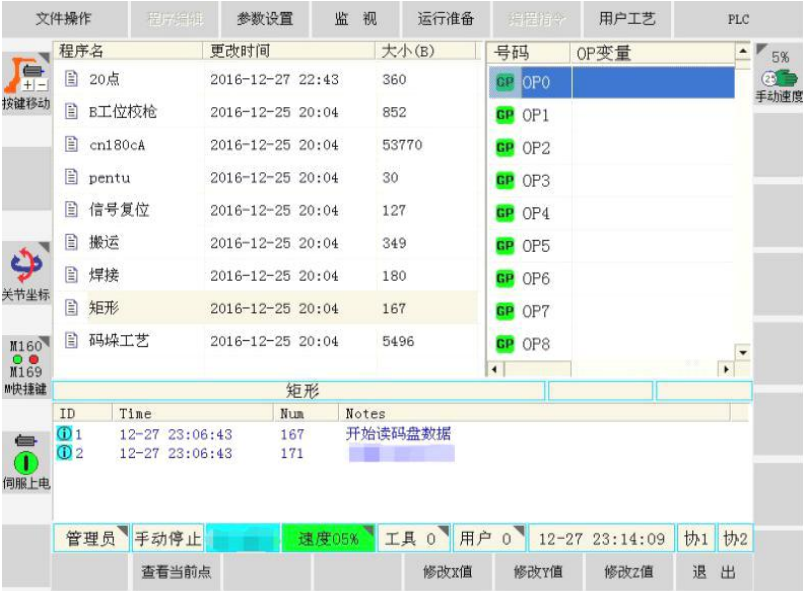 文件操作 程序编辑 参数设置 监 视 运行准备 编程指令 用户工艺 PLC
程序名 更改时间 大小(B) 号码 OP变量
20点 2016-12-27 22:43 360 OP0
B工位校枪 2016-12-25 20:04 852 GP OP1
cn180cA 2016-12-25 20:04 53770 GP OP2
pentu 2016-12-25 20:04 30 GP OP3
信号复位 2016-12-25 20:04 127 GP OP4
搬运 2016-12-25 20:04 349 GP OP5
焊接 2016-12-25 20:04 180 GP OP6
矩形 2016-12-25 20:04 167 GP OP7
码垛工艺 2016-12-25 20:04 5496 GP OP8
按键移动
关节坐标
M160
M169
M快捷键
伺服上电
5%
手动速度
矩形
ID Time Num Notes
1 12-27 23:06:43 167 开始读码盘数据
2 12-27 23:06:43 171
管理员 手动停止 速度05% 工具 0 用户 0 12-27 23:14:09 协1 协2
查看当前点 修改X值 修改Y值 修改Z值 退 出